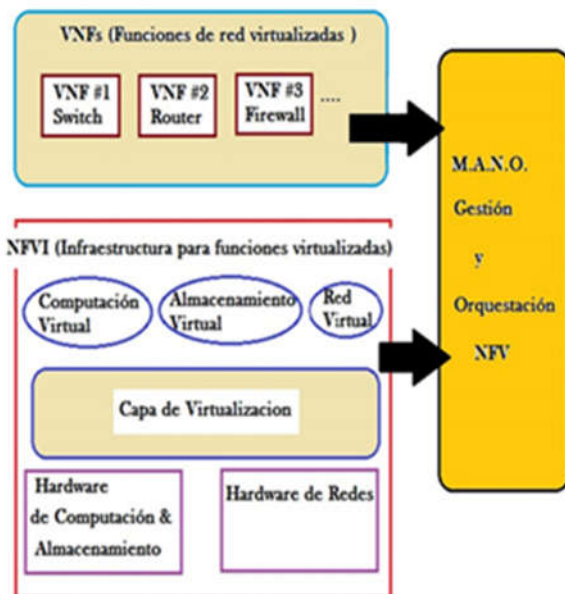 VNFs (Funciones de red virtualizadas )
VNF #1
Switch
VNF #2
Router
VNF #3
Firewall
....
M.A.N.O.
Gestión
y
Orquestación
NFV
NFVI (Infraestructura para funciones virtualizadas)
Computación
Virtual
Almacenamiento
Virtual
Red
Virtual
Capa de Virtualizacion
Hardware
de Computación &
Almacenamiento
Hardware de Redes